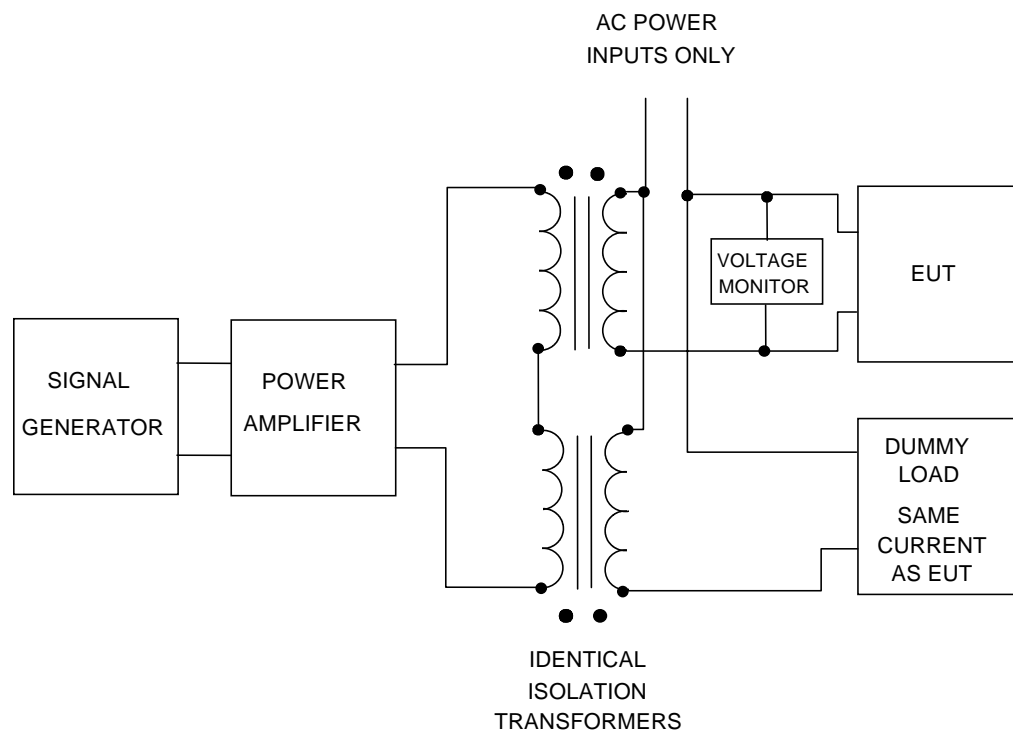 AC POWER
INPUTS ONLY
VOLTAGE
MONITOR
EUT
SIGNAL
GENERATOR
POWER
AMPLIFIER
DUMMY
LOAD
SAME
CURRENT
AS EUT
IDENTICAL
ISOLATION
TRANSFORMERS